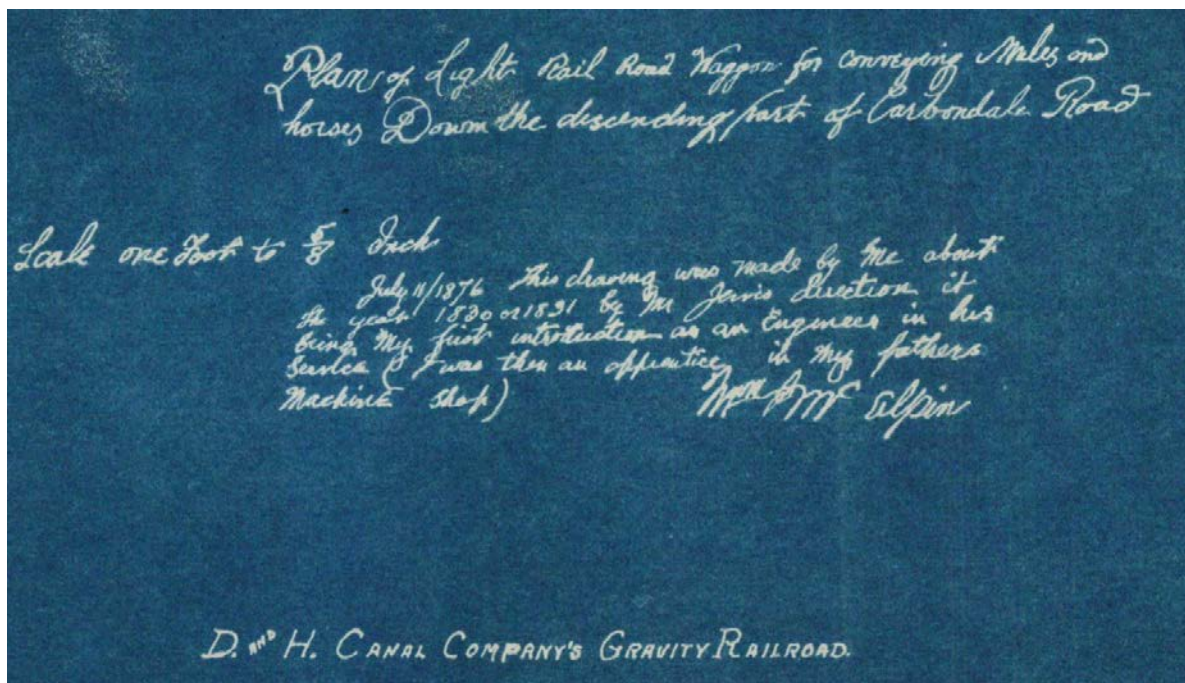 Plan of Light Rail Road Waggon for conveying Mules and
horses Down the descending part of Carbondale Road
Scale one Foot to 5/8 Inch
July 11/1876 This drawing was made by me about
the year 1830 or 1831 by Mr Jervis direction it
being My first introduction as an Engineer in his
Service (I was then an apprentice in my fathers
Machine shop)
Wm J Mc Elpin
D. AND H. CANAL COMPANY'S GRAVITY RAILROAD.